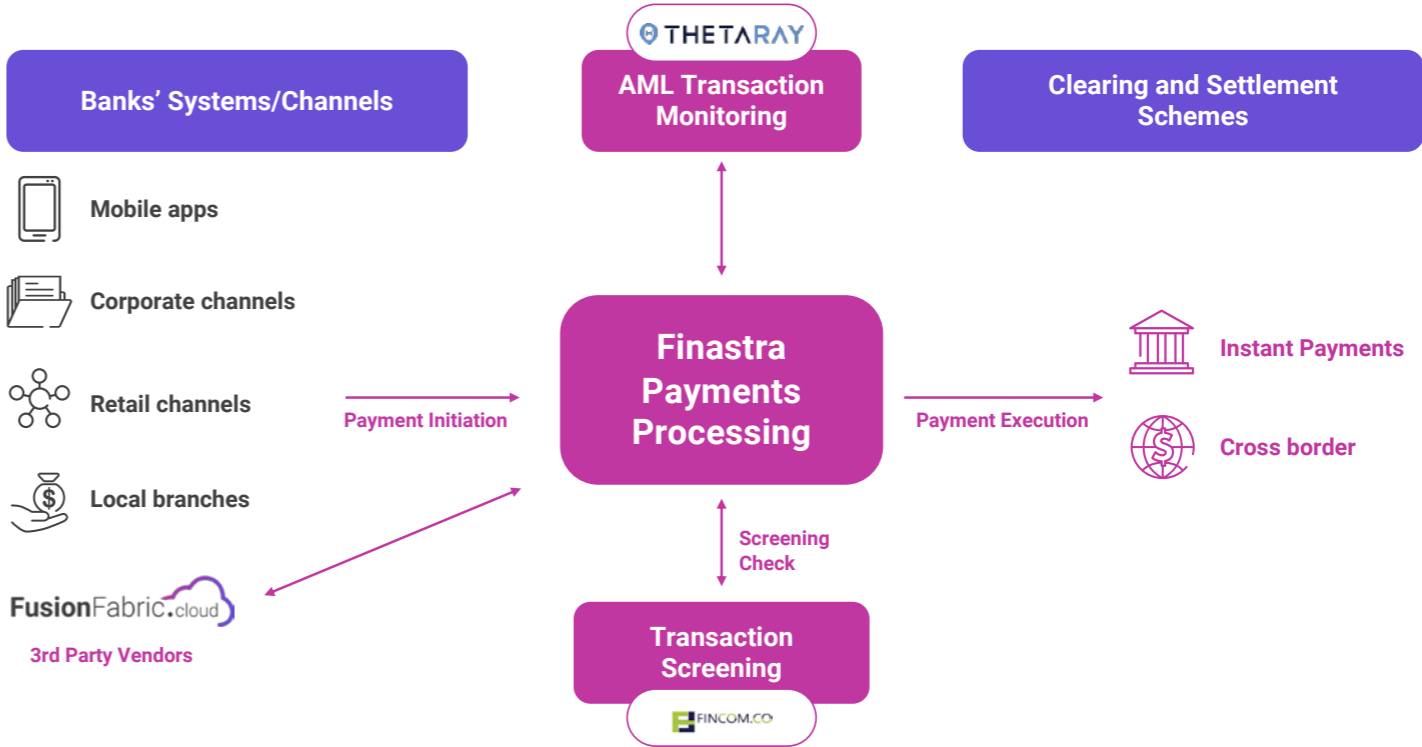 THETARAY
Banks’ Systems/Channels
AML Transaction
Monitoring
Clearing and Settlement
Schemes
Mobile apps
Corporate channels
Retail channels
Local branches
FusionFabric.cloud
3rd Party Vendors
Payment Initiation
Finastra
Payments
Processing
Payment Execution
Instant Payments
Cross border
Screening
Check
Transaction
Screening
FINCOM.CO